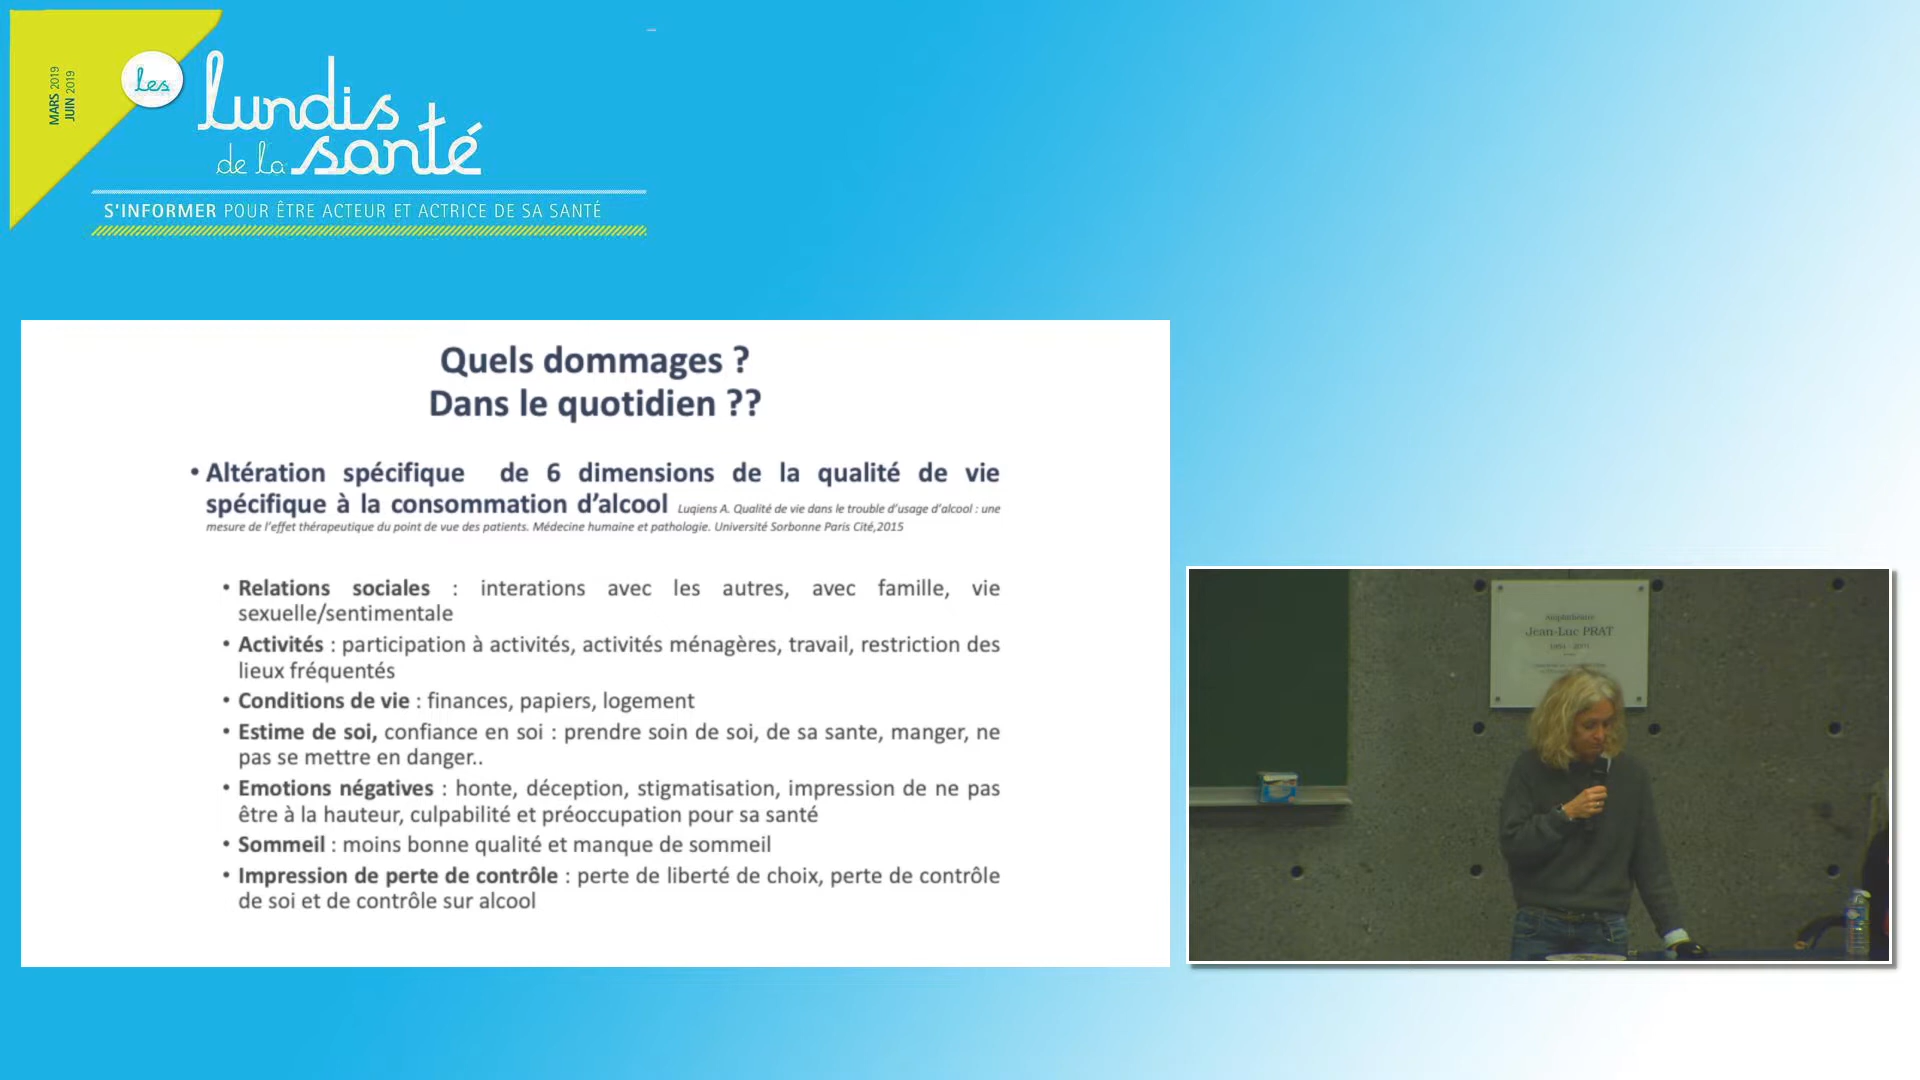 MARS 2019
JUIN 2019
les
lundis
de la santé
S'INFORMER POUR ÊTRE ACTEUR ET ACTRICE DE SA SANTÉ
Quels dommages ?
Dans le quotidien ??
• Altération spécifique de 6 dimensions de la qualité de vie
spécifique à la consommation d’alcool Luqiens A. Qualité de vie dans le trouble d’usage d’alcool : une
mesure de l’effet thérapeutique du point de vue des patients. Médecine humaine et pathologie. Université Sorbonne Paris Cité,2015
• Relations sociales : interations avec les autres, avec famille, vie
sexuelle/sentimentale
• Activités : participation à activités, activités ménagères, travail, restriction des
lieux fréquentés
• Conditions de vie : finances, papiers, logement
• Estime de soi, confiance en soi : prendre soin de soi, de sa sante, manger, ne
pas se mettre en danger..
• Emotions négatives : honte, déception, stigmatisation, impression de ne pas
être à la hauteur, culpabilité et préoccupation pour sa santé
• Sommeil : moins bonne qualité et manque de sommeil
• Impression de perte de contrôle : perte de liberté de choix, perte de contrôle
de soi et de contrôle sur alcool
Amphithéâtre
Jean-Luc PRAT